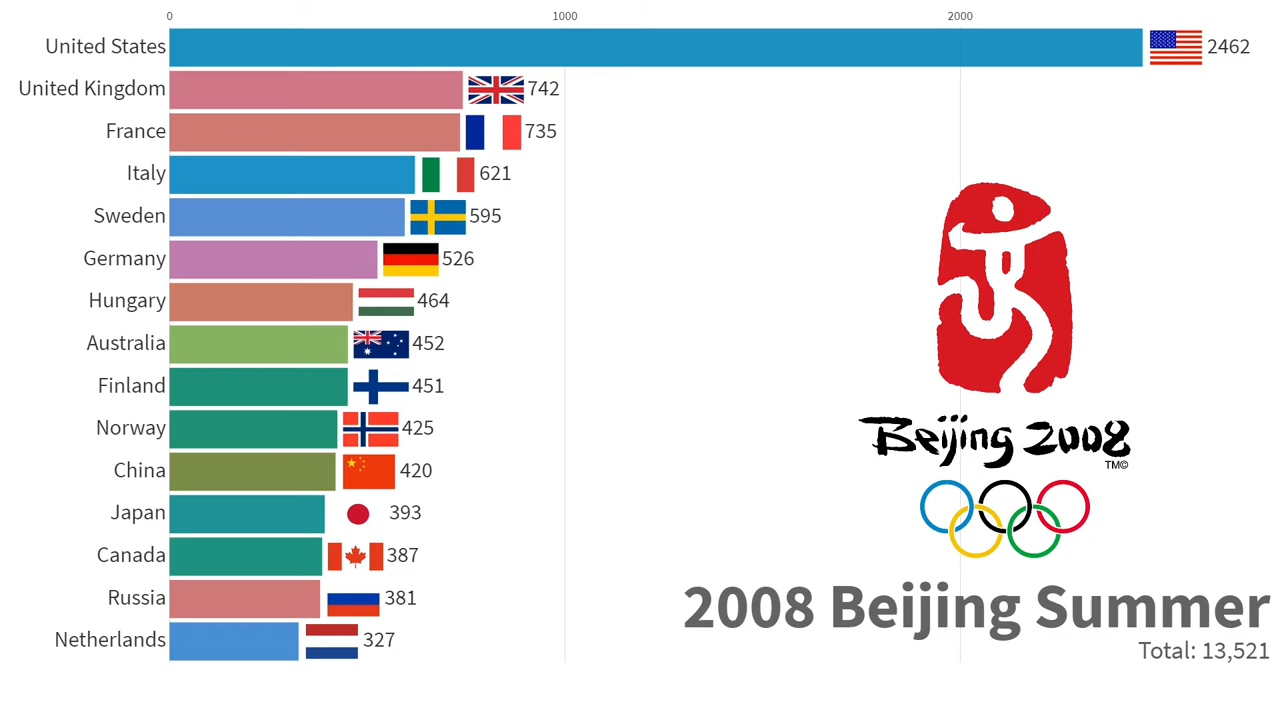 0 1000 2000
United States 2462
United Kingdom 742
France 735
Italy 621
Sweden 595
Germany 526
Hungary 464
Australia 452
Finland 451
Norway 425
China 420
Japan 393
Canada 387
Russia 381
Netherlands 327
Beijing 2008
TM©
2008 Beijing Summer
Total: 13,521